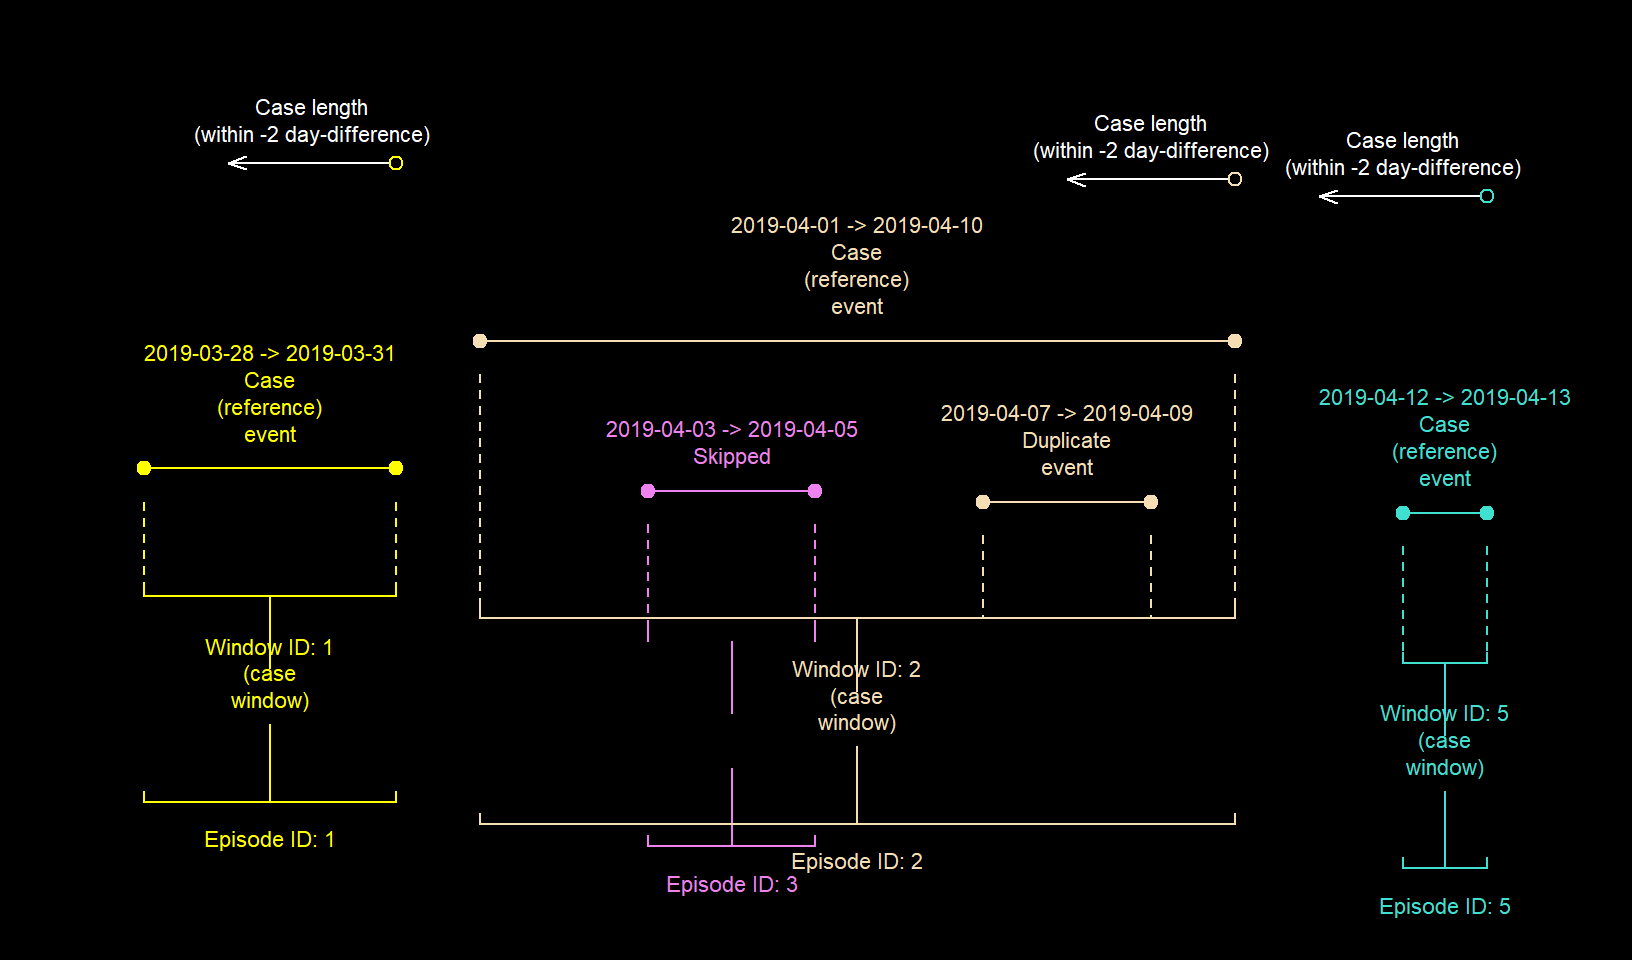 Case length
(within -2 day-difference)
Case length
(within -2 day-difference)
Case length
(within -2 day-difference)
2019-04-01 -> 2019-04-10
Case
(reference)
event
2019-03-28 -> 2019-03-31
Case
(reference)
event
2019-04-03 -> 2019-04-05
Skipped
2019-04-07 -> 2019-04-09
Duplicate
event
2019-04-12 -> 2019-04-13
Case
(reference)
event
Window ID: 1
(case
window)
Window ID: 2
(case
window)
Window ID: 5
(case
window)
Episode ID: 1
Episode ID: 2
Episode ID: 3
Episode ID: 5